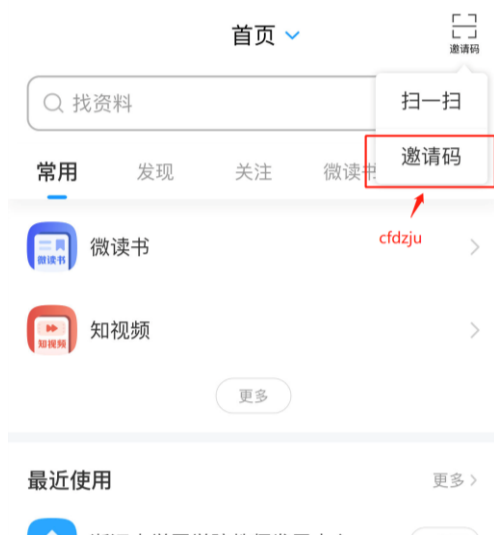 首页
邀请码
找资料
扫一扫
邀请码
常用 发现 关注 微读书
cfdzju
微读书
微读书
知视频
知视频
更多
最近使用
更多